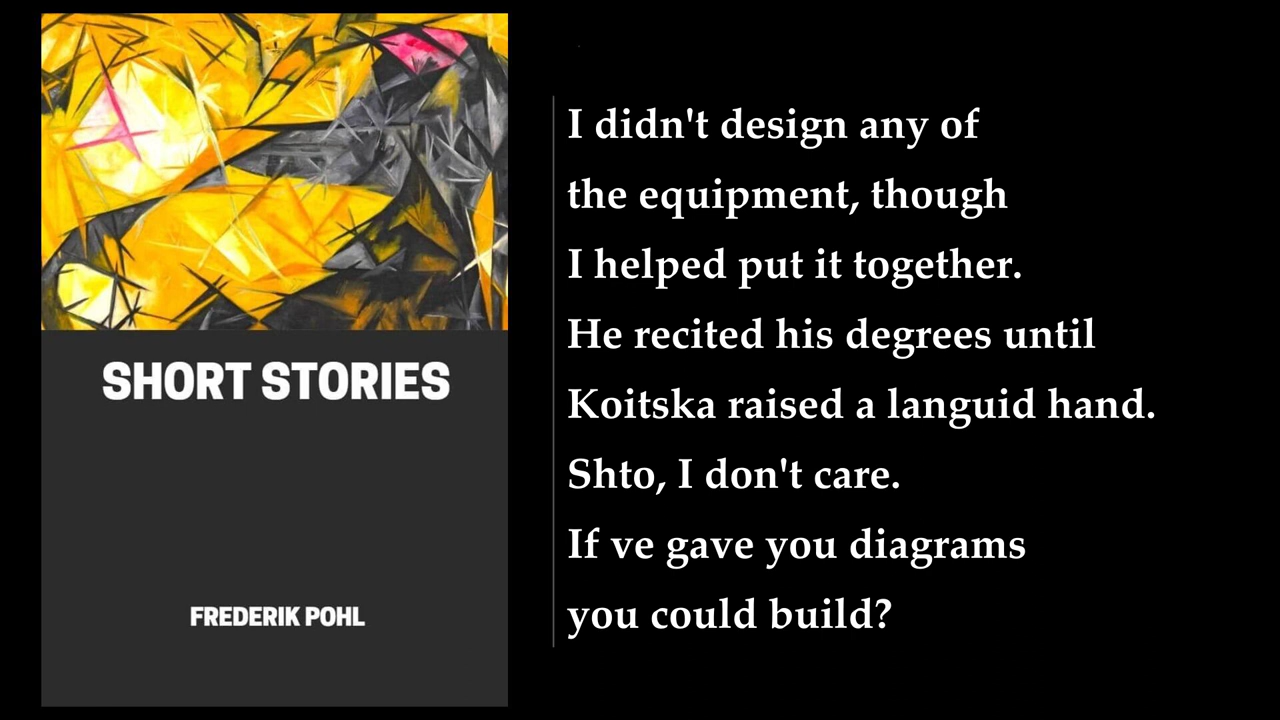 SHORT STORIES
FREDERIK POHL
I didn't design any of
the equipment, though
I helped put it together.
He recited his degrees until
Koitska raised a languid hand.
Shto, I don't care.
If ve gave you diagrams
you could build?